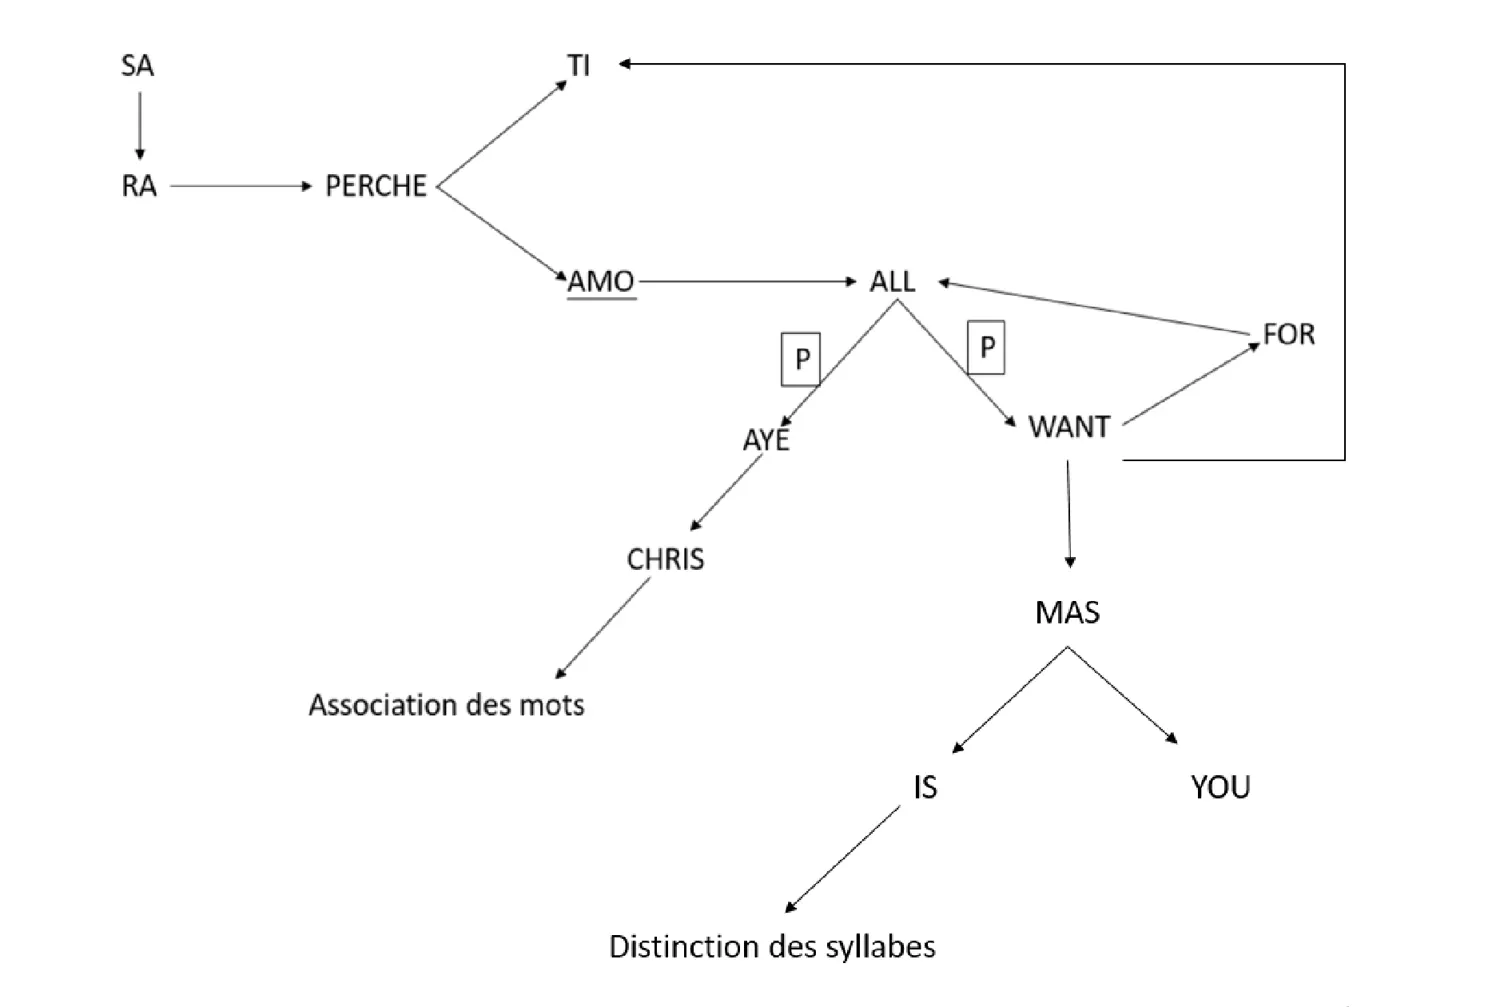 SA
TI
RA
PERCHE
AMO
ALL
FOR
P
P
AYE
WANT
CHRIS
MAS
Association des mots
IS
YOU
Distinction des syllabes